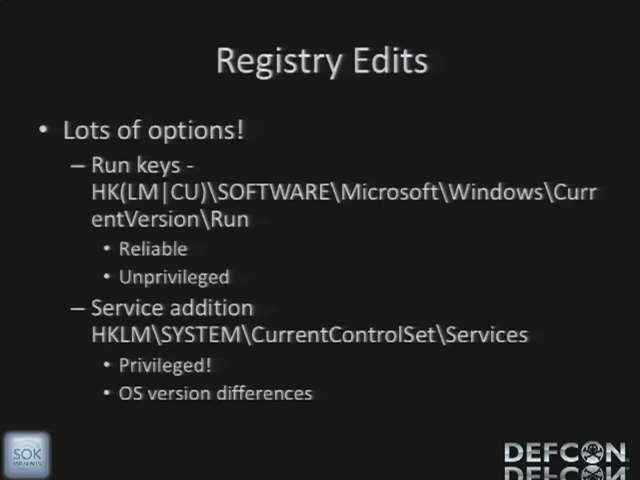 Registry Edits
• Lots of options!
– Run keys -
HK(LM|CU)\SOFTWARE\Microsoft\Windows\Curr
entVersion\Run
• Reliable
• Unprivileged
– Service addition
HKLM\SYSTEM\CurrentControlSet\Services
• Privileged!
• OS version differences
SOK
DEFCON